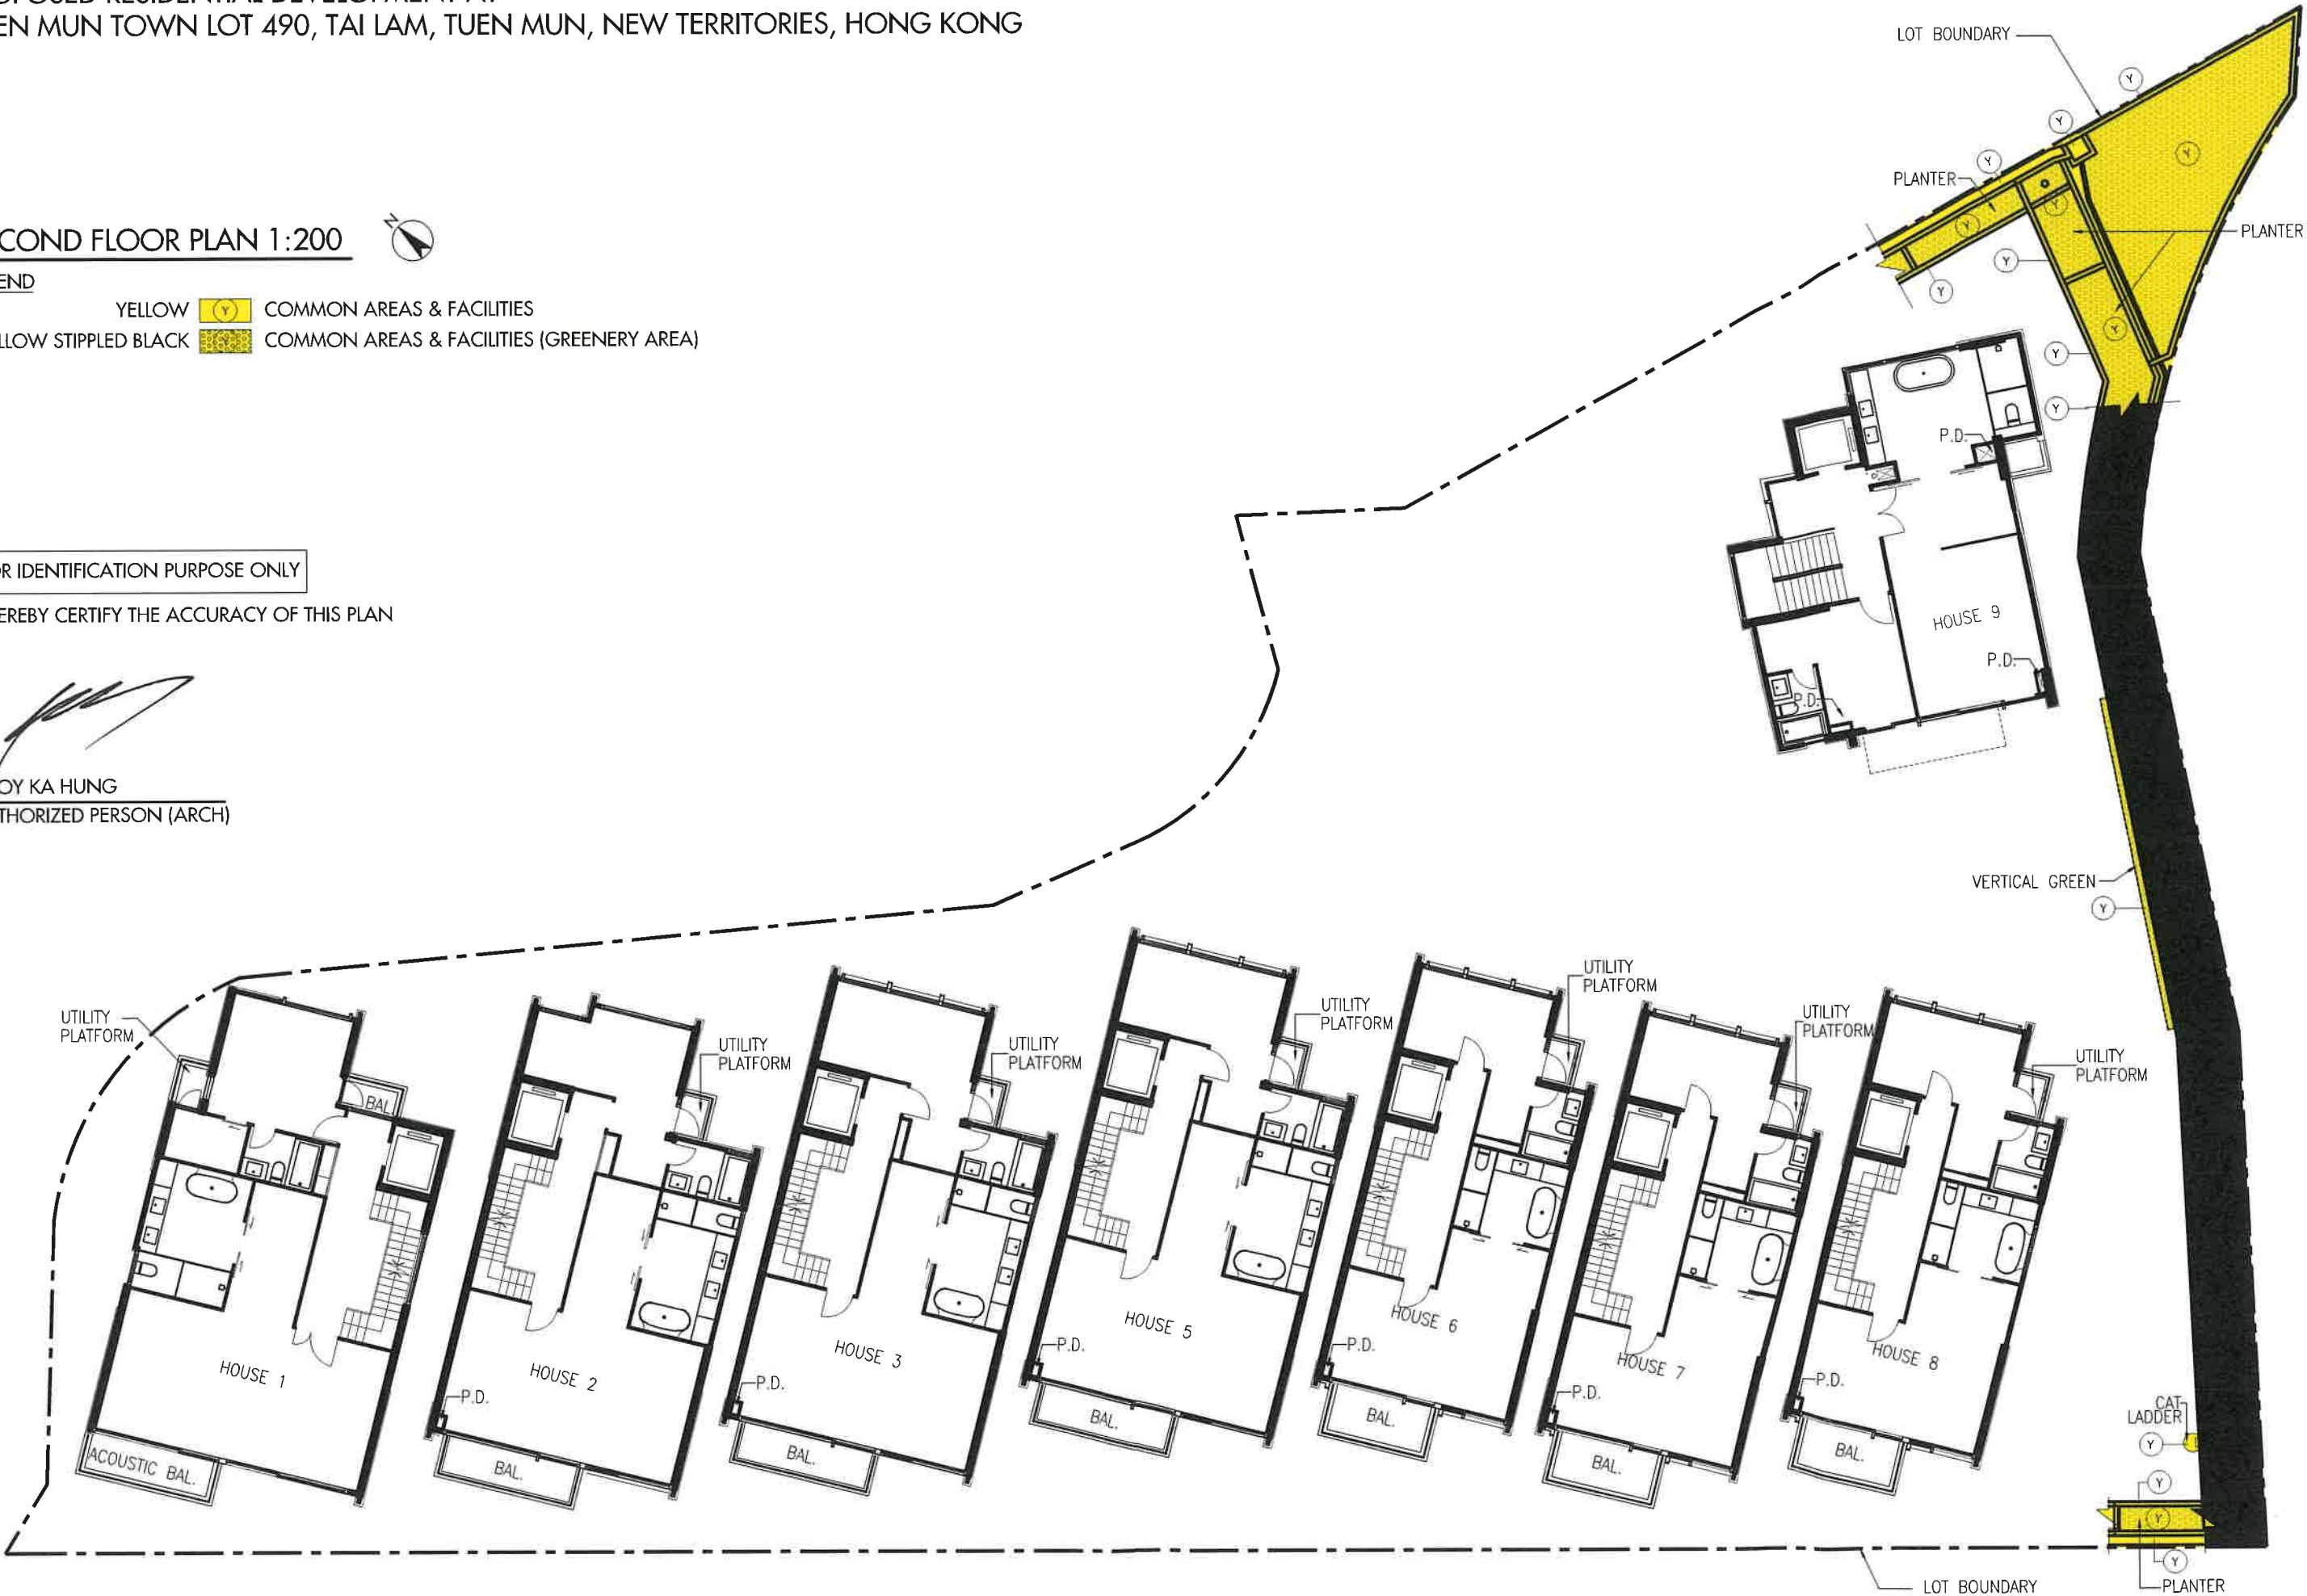 EN MUN TOWN LOT 490, TAI LAM, TUEN MUN, NEW TERRITORIES, HONG KONG
COND FLOOR PLAN 1:200
N
END
YELLOW Y COMMON AREAS & FACILITIES
LLOW STIPPLED BLACK Y COMMON AREAS & FACILITIES (GREENERY AREA)
R IDENTIFICATION PURPOSE ONLY
EREBY CERTIFY THE ACCURACY OF THIS PLAN
OY KA HUNG
THORIZED PERSON (ARCH)
LOT BOUNDARY
Y
Y
Y
Y
PLANTER
Y
Y
Y
PLANTER
Y
Y
Y
Y
Y
P.D.
HOUSE 9
P.D.
P.D.
VERTICAL GREEN
Y
UTILITY
PLATFORM
BAL.
HOUSE 1
ACOUSTIC BAL.
UTILITY
PLATFORM
HOUSE 2
P.D.
BAL.
UTILITY
PLATFORM
HOUSE 3
P.D.
BAL.
UTILITY
PLATFORM
HOUSE 5
P.D.
BAL.
UTILITY
PLATFORM
HOUSE 6
P.D.
BAL.
UTILITY
PLATFORM
HOUSE 7
P.D.
BAL.
UTILITY
PLATFORM
HOUSE 8
P.D.
BAL.
CAT
LADDER
Y
Y
Y
Y
PLANTER
LOT BOUNDARY